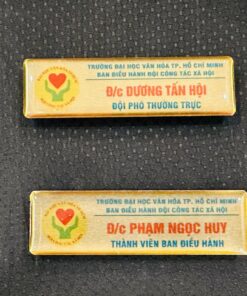 TRƯỜNG ĐẠI HỌC VĂN HÓA TP. HỒ CHÍ MINH
BAN ĐIỀU HÀNH ĐỘI CÔNG TÁC XÃ HỘI
Đ/c DƯƠNG TẤN HỘI
ĐỘI PHÓ THƯỜNG TRỰC
TRƯỜNG ĐẠI HỌC VĂN HÓA TP. HỒ CHÍ MINH
BAN ĐIỀU HÀNH ĐỘI CÔNG TÁC XÃ HỘI
Đ/c PHẠM NGỌC HUY
THÀNH VIÊN BAN ĐIỀU HÀNH